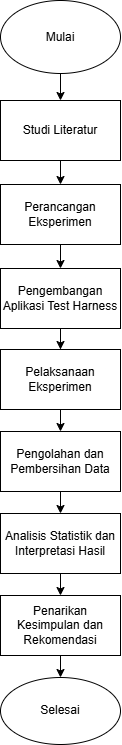 Mulai
Studi Literatur
Perancangan
Eksperimen
Pengembangan
Aplikasi Test Harness
Pelaksanaan
Eksperimen
Pengolahan dan
Pembersihan Data
Analisis Statistik dan
Interpretasi Hasil
Penarikan
Kesimpulan dan
Rekomendasi
Selesai